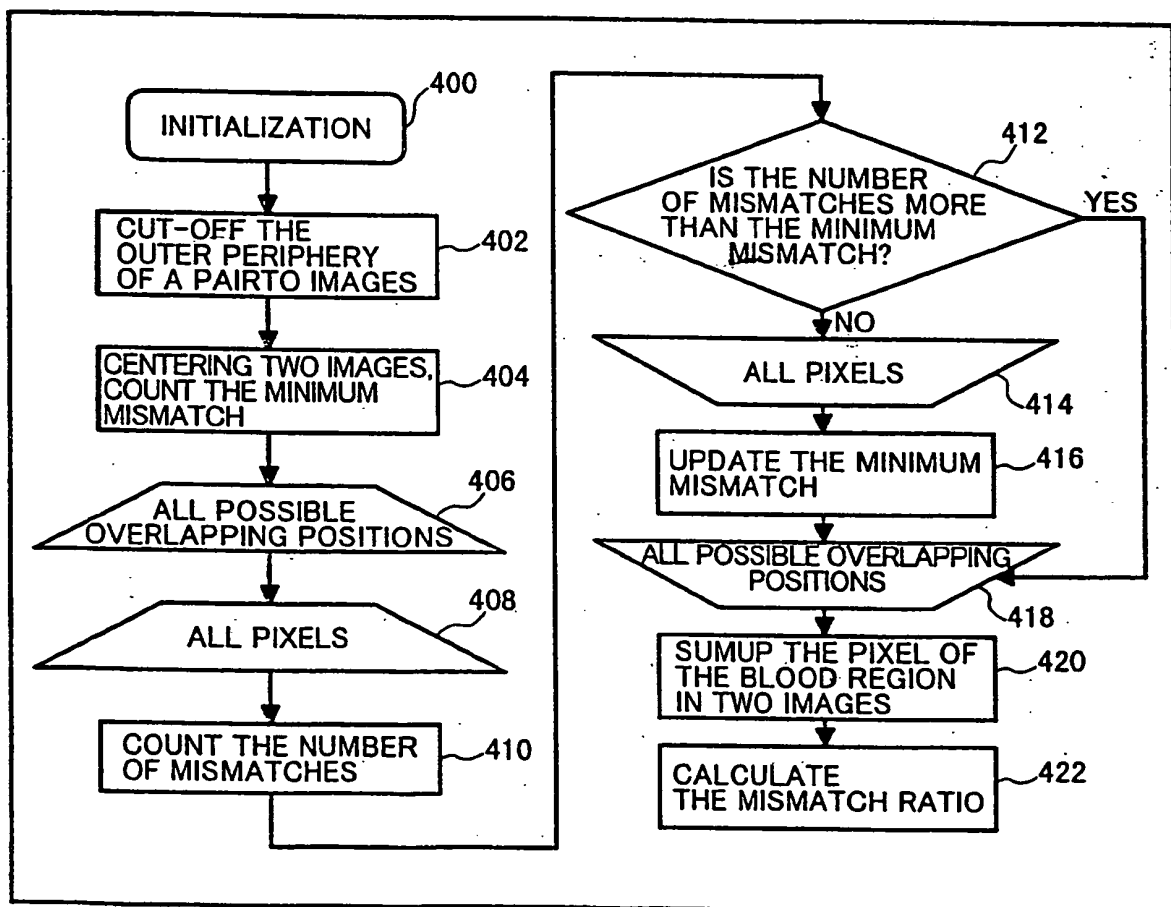 400
INITIALIZATION
CUT-OFF THE
OUTER PERIPHERY
OF A PAIRTO IMAGES
402
CENTERING TWO IMAGES,
COUNT THE MINIMUM
MISMATCH
404
406
ALL POSSIBLE
OVERLAPPING POSITIONS
408
ALL PIXELS
COUNT THE NUMBER
OF MISMATCHES
410
412
IS THE NUMBER
OF MISMATCHES MORE
THAN THE MINIMUM
MISMATCH?
YES
NO
ALL PIXELS
414
UPDATE THE MINIMUM
MISMATCH
416
ALL POSSIBLE OVERLAPPING
POSITIONS
418
SUMUP THE PIXEL OF
THE BLOOD REGION
IN TWO IMAGES
420
CALCULATE
THE MISMATCH RATIO
422